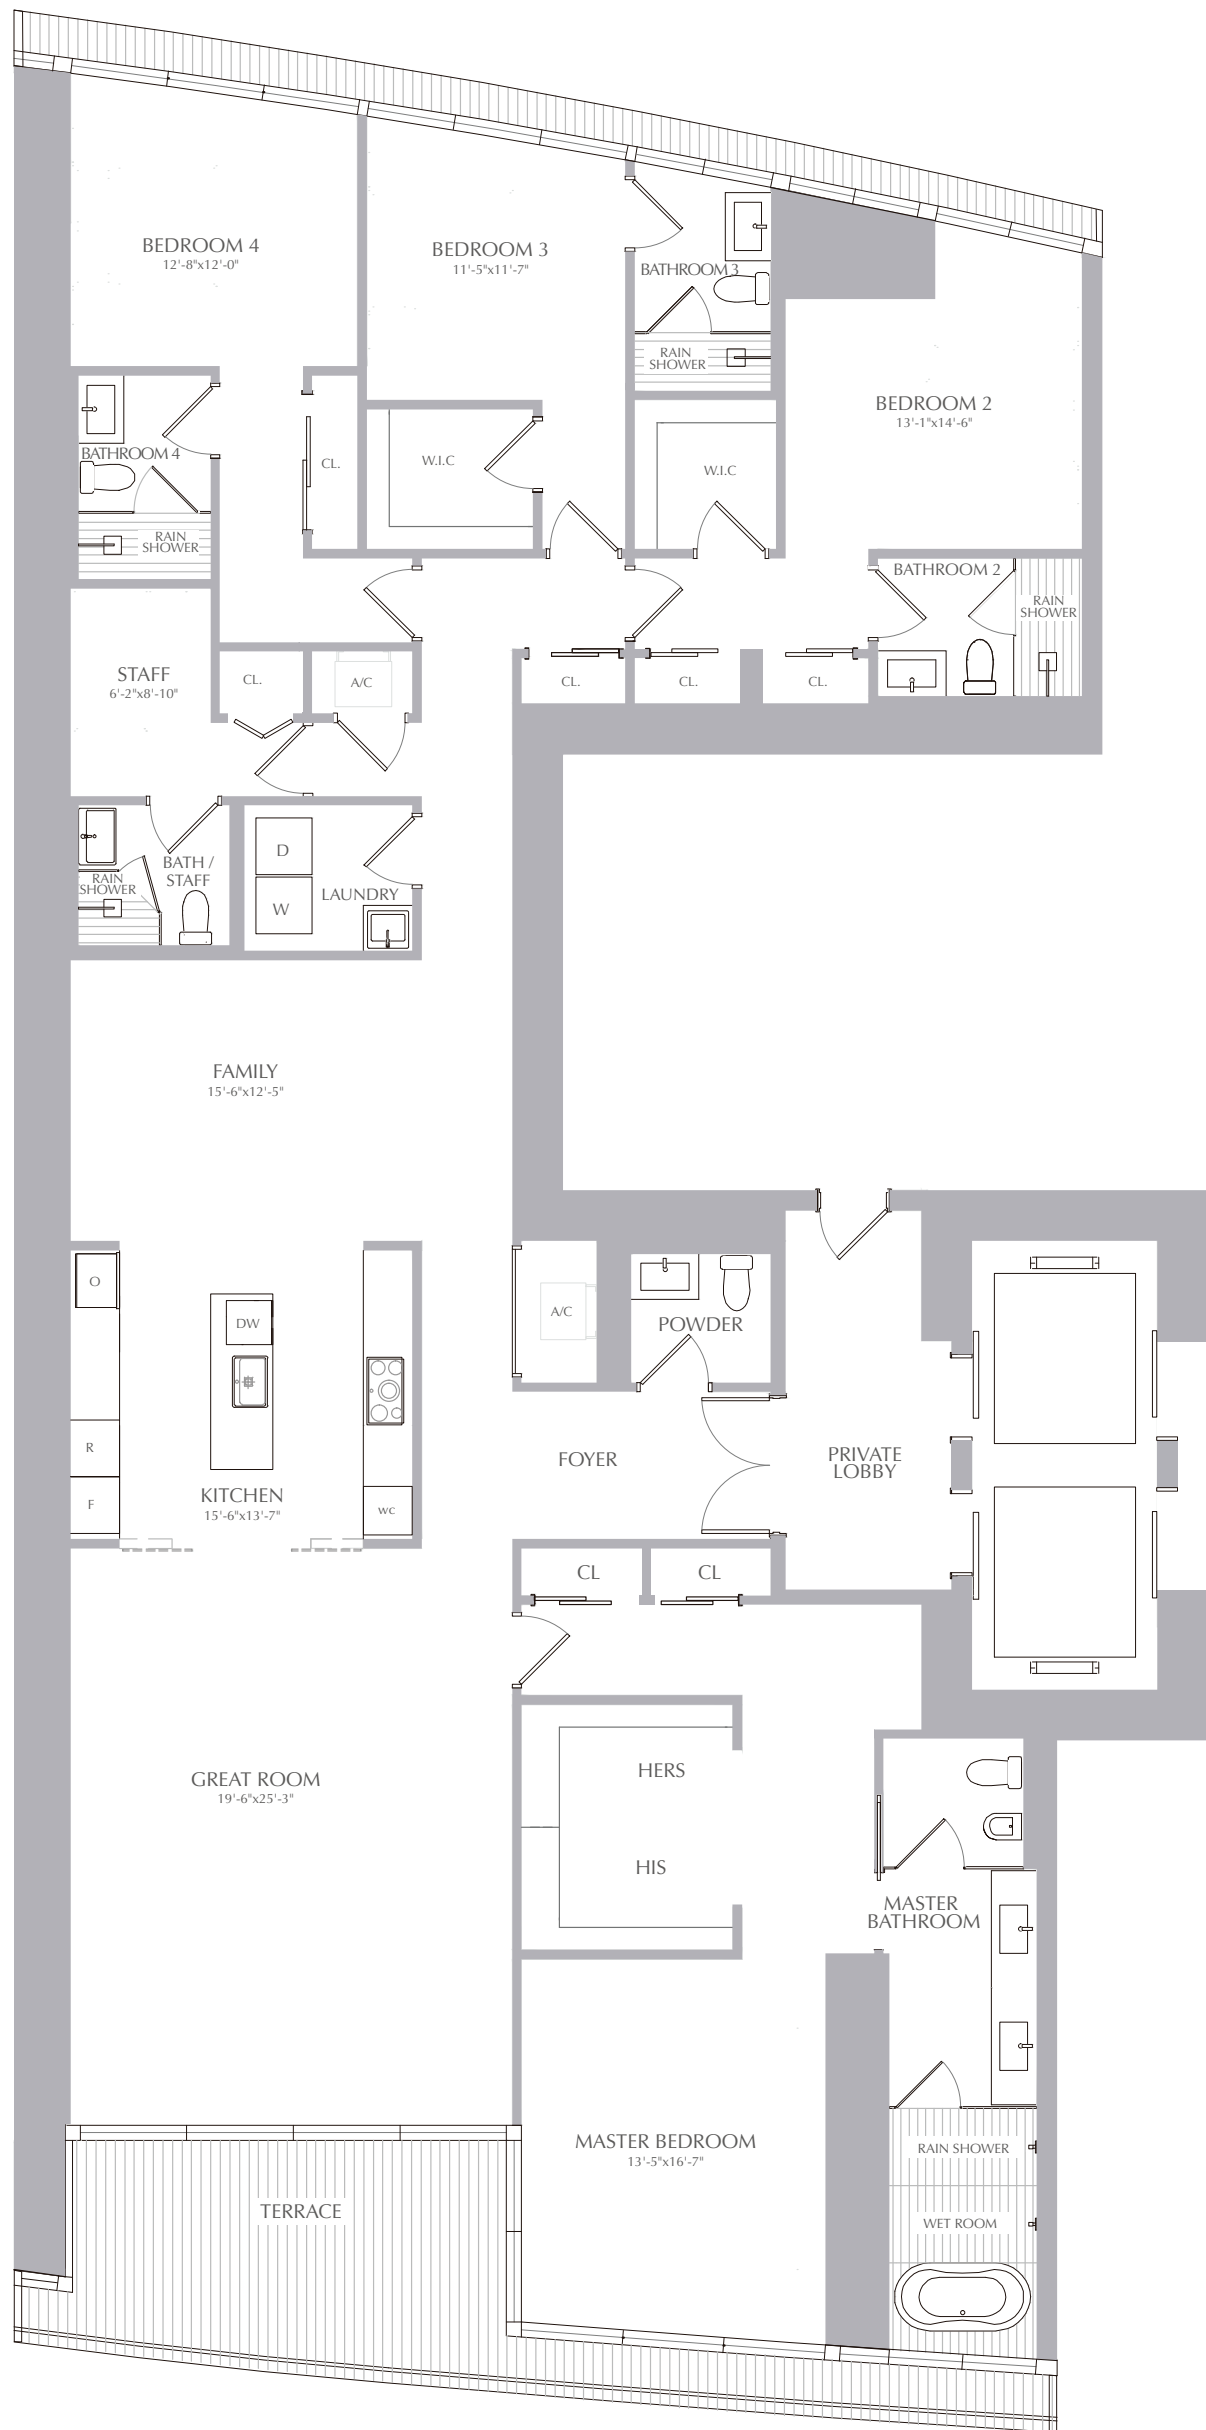 BEDROOM 4
12'-8"x12'-0"
BEDROOM 3
11'-5"x11'-7"
BATHROOM 3
RAIN
SHOWER
BEDROOM 2
13'-1"x14'-6"
BATHROOM 4
CL.
W.I.C
W.I.C
RAIN
SHOWER
BATHROOM 2
RAIN
SHOWER
STAFF
6'-2"x8'-10"
CL.
A/C
CL.
CL.
CL.
D
BATH /
STAFF
RAIN
SHOWER
LAUNDRY
W
FAMILY
15'-6"x12'-5"
O
DW
A/C
POWDER
R
FOYER
PRIVATE
LOBBY
KITCHEN
15'-6"x13'-7"
F
wc
CL
CL
GREAT ROOM
19'-6"x25'-3"
HERS
HIS
MASTER
BATHROOM
MASTER BEDROOM
13'-5"x16'-7"
RAIN SHOWER
TERRACE
WET ROOM